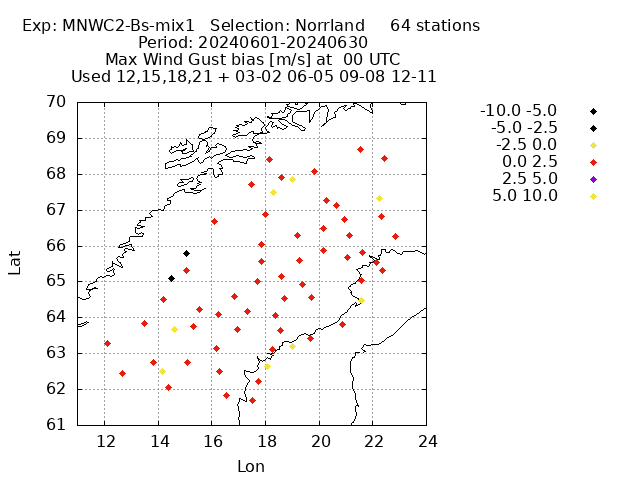 Exp: MNWC2-Bs-mix1   Selection: Norrland     64 stations
Period: 20240601-20240630
Max Wind Gust bias [m/s] at  00 UTC
Used 12,15,18,21 + 03-02 06-05 09-08 12-11
-10.0 -5.0
-5.0 -2.5
-2.5 0.0
0.0 2.5
2.5 5.0
5.0 10.0
70
69
68
67
66
65
64
63
62
61
Lat
12 14 16 18 20 22 24
Lon